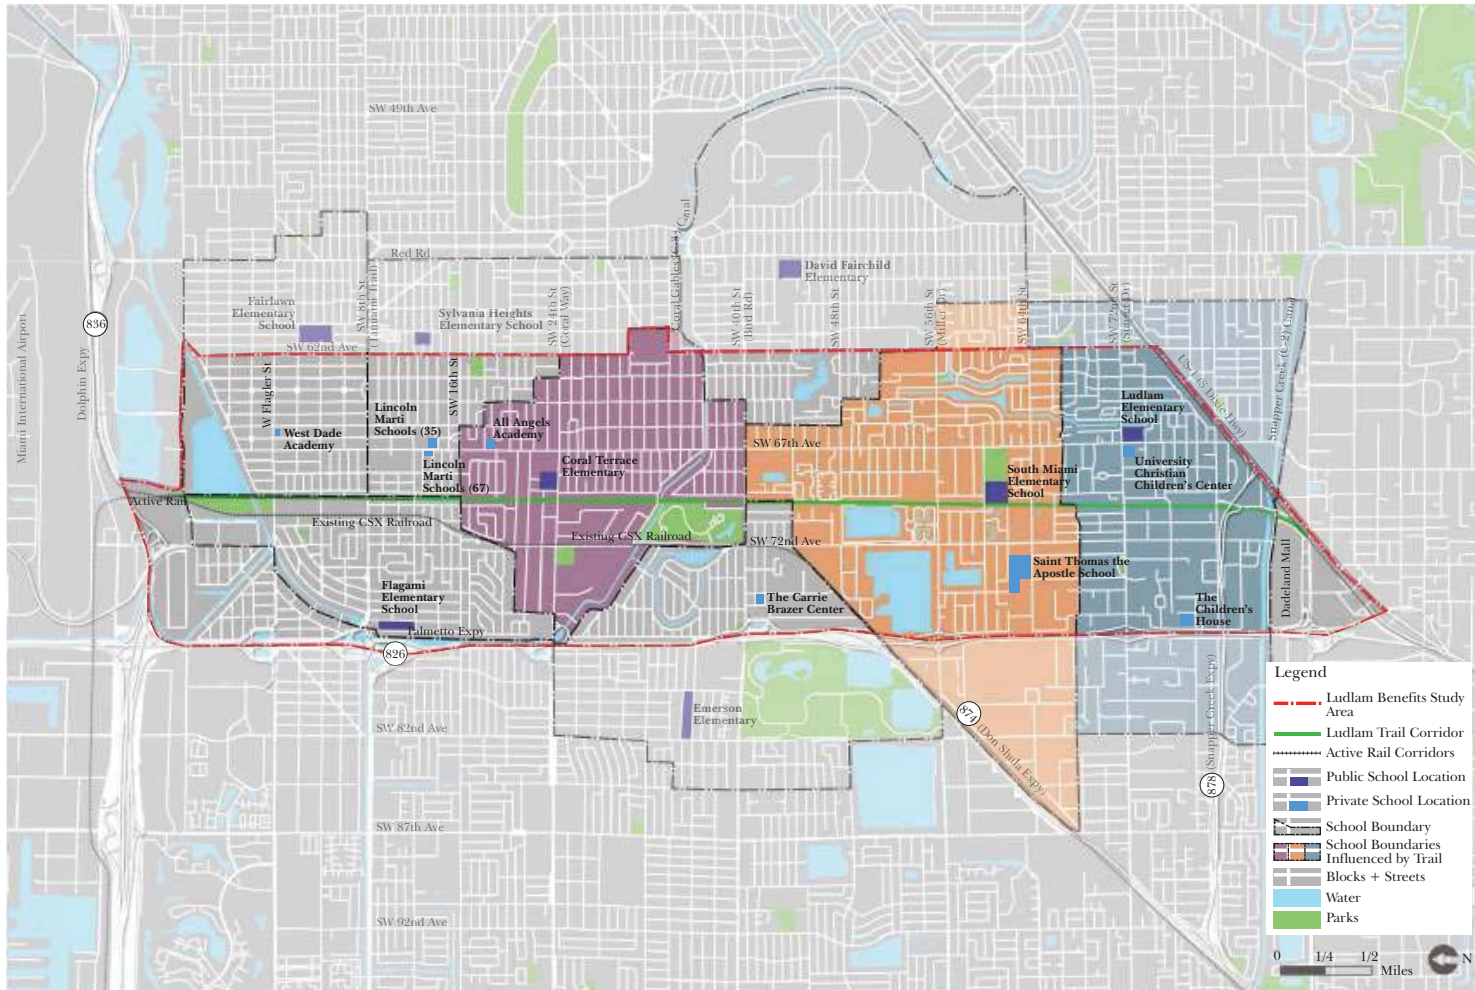 SW 49th Ave
Coral Gables (C-3) Canal
Red Rd
David Fairchild
Elementary
Fairlawn
Elementary
School
SW 8th St
(Tamiami Trail)
Sylvania Heights
Elementary School
SW 24th St
(Coral Way)
SW 40th St
(Bird Rd)
SW 48th St
SW 56th St
(Miller Dr)
SW 64th St
SW 72nd St
(Sunset Dr)
SW 62nd Ave
836
Miami International Airport
Dolphin Expy
W Flagler St
SW 16th St
US-1 (S Dixie Hwy)
Snapper Creek (C-2) Canal
West Dade
Academy
Lincoln
Marti
Schools (35)
Lincoln
Marti
Schools (67)
All Angels
Academy
Coral Terrace
Elementary
SW 67th Ave
South Miami
Elementary
School
Ludlam
Elementary
School
University
Christian
Children's Center
Active Rail
Existing CSX Railroad
Existing CSX Railroad
SW 72nd Ave
Saint Thomas the
Apostle School
Dadeland Mall
Flagami
Elementary
School
The Carrie
Brazer Center
The
Children's
House
Palmetto Expy
826
Emerson
Elementary
874
(Don Shula Expy)
878
(Snapper Creek Expy)
SW 82nd Ave
SW 87th Ave
SW 92nd Ave
Legend
Ludlam Benefits Study
Area
Ludlam Trail Corridor
Active Rail Corridors
Public School Location
Private School Location
School Boundary
School Boundaries
Influenced by Trail
Blocks + Streets
Water
Parks
0 1/4 1/2
Miles
N